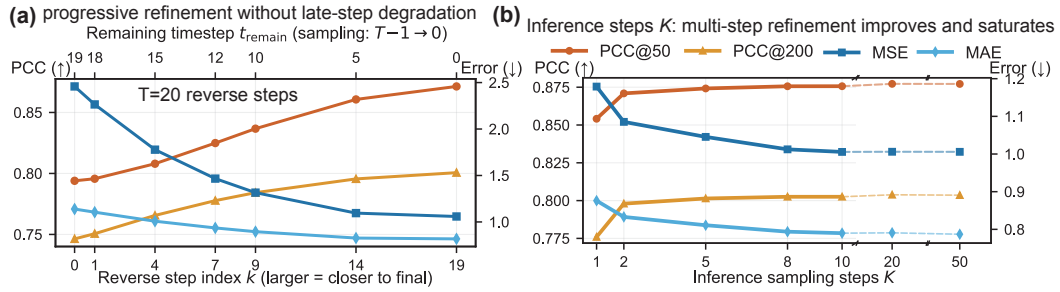 (a) progressive refinement without late-step degradation
Remaining timestep t_remain (sampling: T−1 → 0)
19 18 15 12 10 5 0
PCC (↑) Error (↓)
T=20 reverse steps
0.85
0.80
0.75
2.5
2.0
1.5
1.0
0 1 4 7 9 14 19
Reverse step index k (larger = closer to final)
(b) Inference steps K: multi-step refinement improves and saturates
PCC@50 PCC@200 MSE MAE
PCC (↑) Error (↓)
0.875
0.850
0.825
0.800
0.775
1.2
1.1
1.0
0.9
0.8
1 2 5 8 10 20 50
Inference sampling steps K